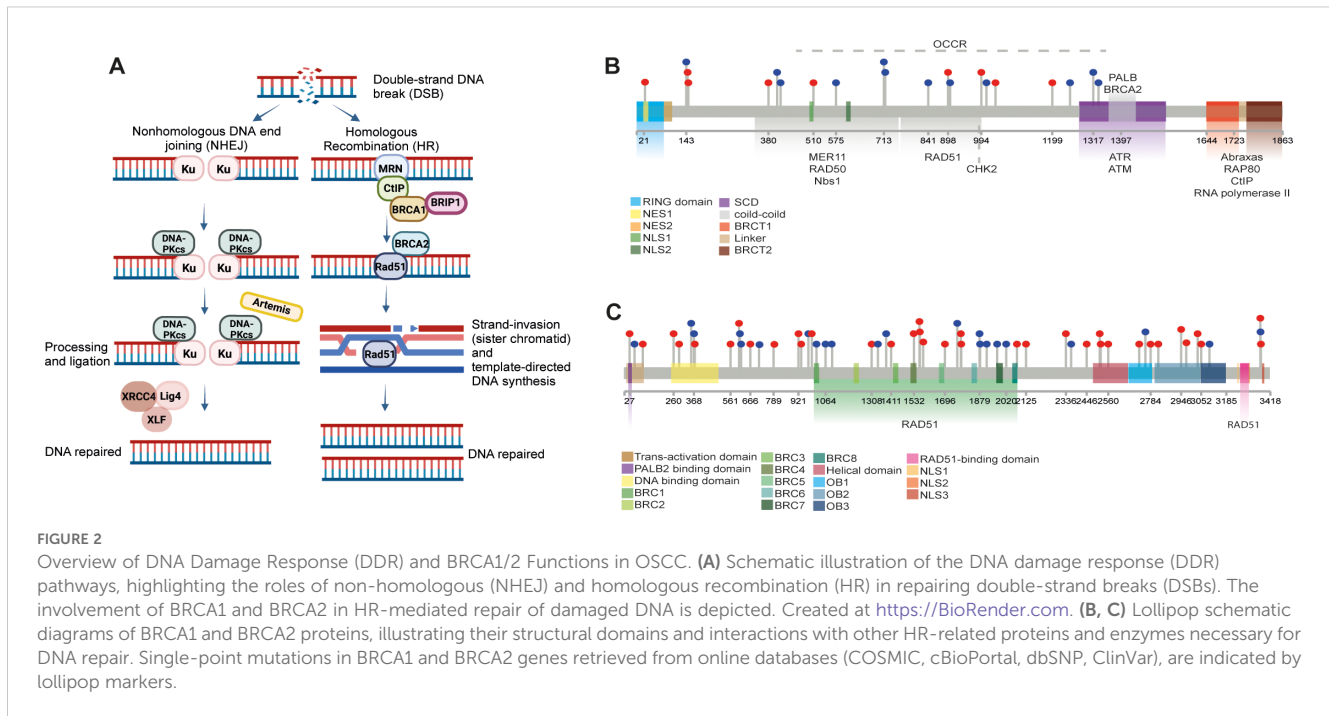 A
Double-strand DNA
break (DSB)
Nonhomologous DNA end
joining (NHEJ)
Homologous
Recombination (HR)
Ku
Ku
MRN
CtIP
BRCA1
BRIP1
DNA-
PKcs
DNA-
PKcs
Ku
Ku
BRCA2
Rad51
Artemis
DNA-
PKcs
DNA-
PKcs
Processing
and ligation
Ku
Ku
Rad51
Strand-invasion
(sister chromatid)
and
template-directed
DNA synthesis
XRCC4
Lig4
XLF
DNA repaired
DNA repaired
B
OCCR
PALB
BRCA2
21 143 380 510 575 713 841 898 994 1199 1317 1397 1644 1723 1863
MER11
RAD50
Nbs1
RAD51
CHK2
ATR
ATM
Abraxas
RAP80
CtIP
RNA polymerase II
RING domain
NES1
NES2
NLS1
NLS2
SCD
coild-coild
BRCT1
Linker
BRCT2
C
27 260 368 561 666 789 921 1064 1308 1411 1532 1696 1879 2020 2125 2336 2446 2560 2784 2946 3052 3185 3418
RAD51
RAD51
Trans-activation domain
PALB2 binding domain
DNA binding domain
BRC1
BRC2
BRC3
BRC4
BRC5
BRC6
BRC7
BRC8
Helical domain
OB1
OB2
OB3
RAD51-binding domain
NLS1
NLS2
NLS3
FIGURE 2
Overview of DNA Damage Response (DDR) and BRCA1/2 Functions in OSCC. (A) Schematic illustration of the DNA damage response (DDR)
pathways, highlighting the roles of non-homologous (NHEJ) and homologous recombination (HR) in repairing double-strand breaks (DSBs). The
involvement of BRCA1 and BRCA2 in HR-mediated repair of damaged DNA is depicted. Created at https://BioRender.com. (B, C) Lollipop schematic
diagrams of BRCA1 and BRCA2 proteins, illustrating their structural domains and interactions with other HR-related proteins and enzymes necessary for
DNA repair. Single-point mutations in BRCA1 and BRCA2 genes retrieved from online databases (COSMIC, cBioPortal, dbSNP, ClinVar), are indicated by
lollipop markers.